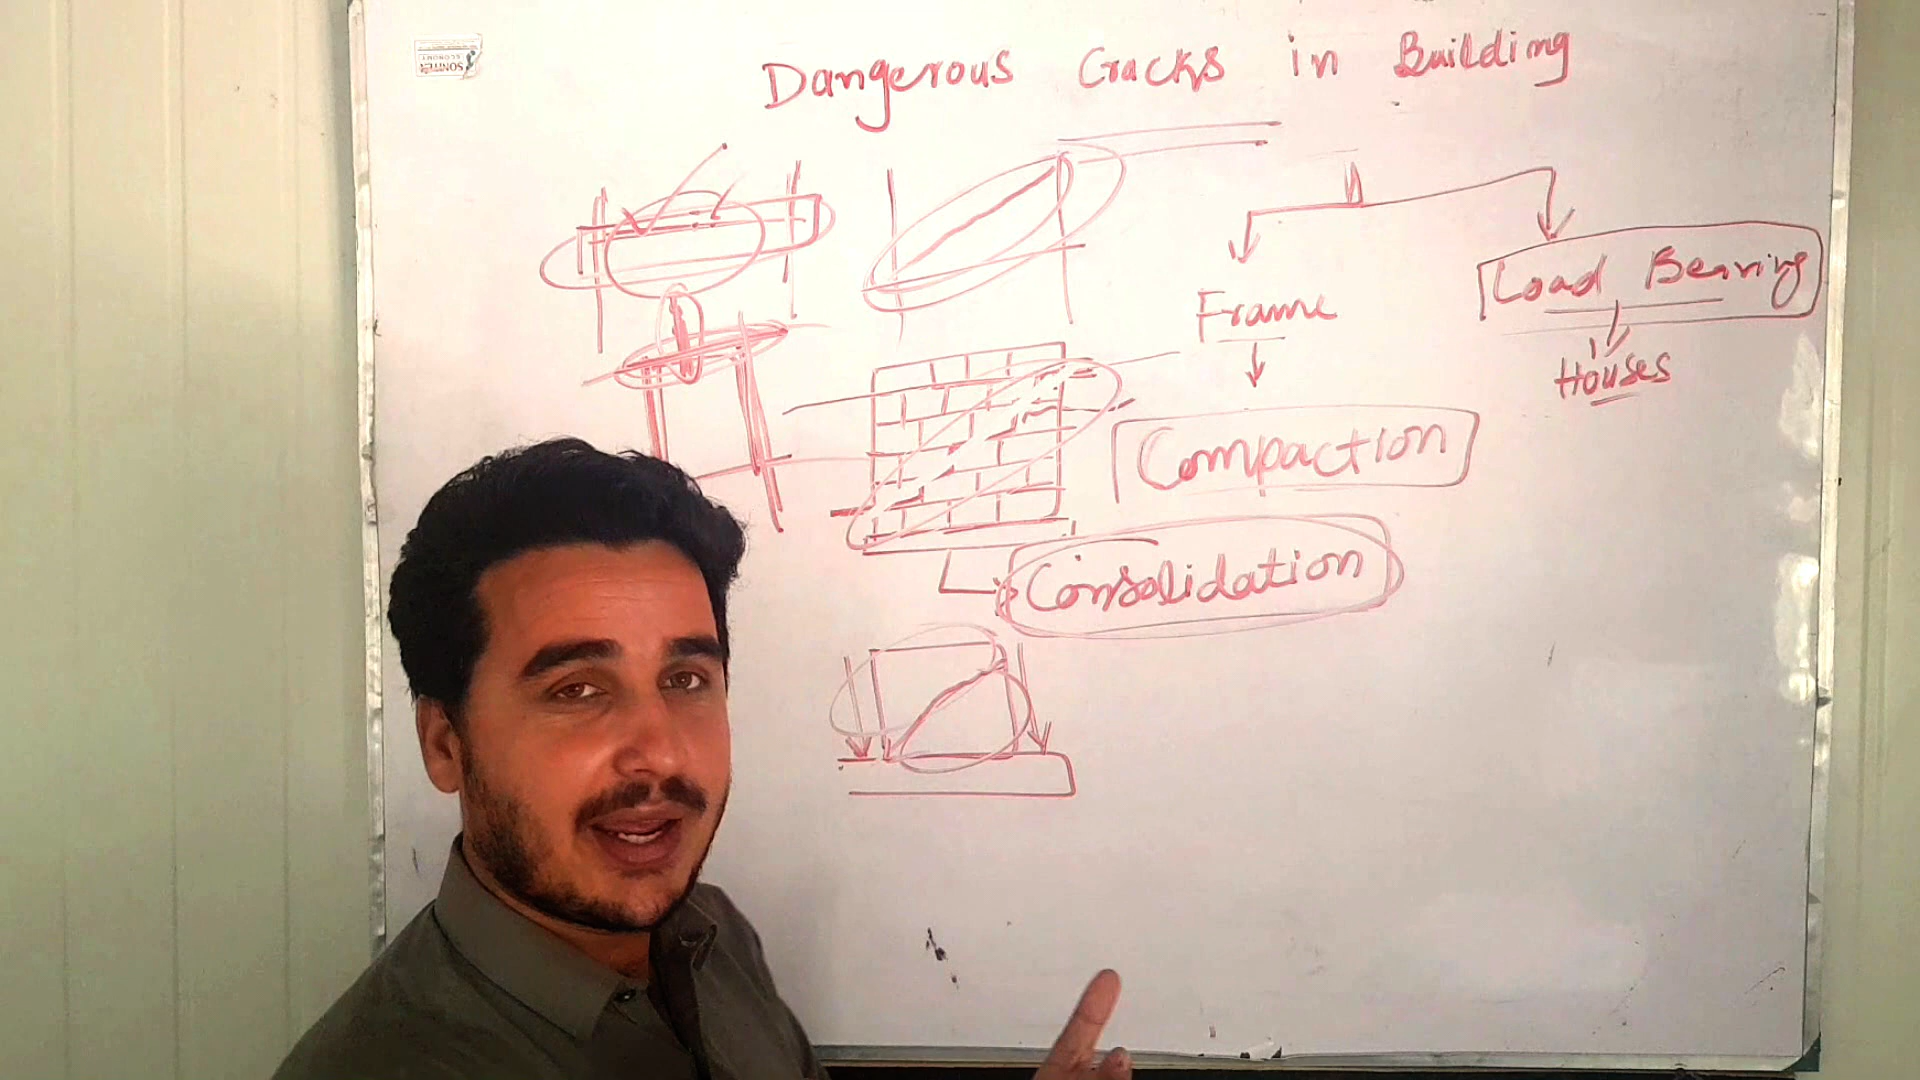 Dangerous Cracks in Building
Frame
Load Bearing
Houses
Compaction
Consolidation